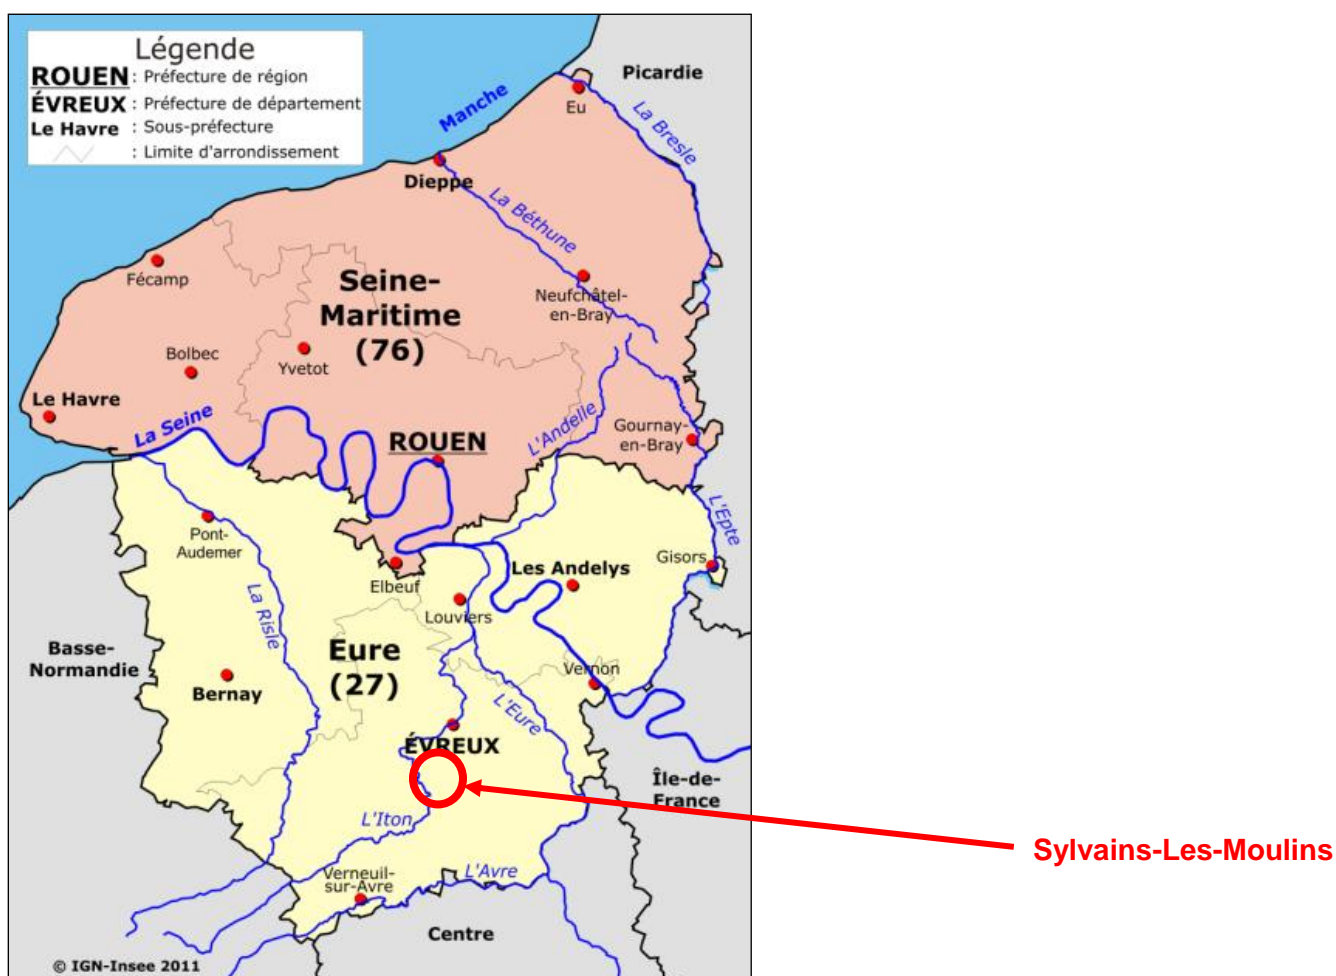 Légende
ROUEN : Préfecture de région
ÉVREUX : Préfecture de département
Le Havre : Sous-préfecture
: Limite d'arrondissement
Picardie
Manche
Eu
La Bresle
Dieppe
La Béthune
Fécamp
Seine-
Maritime
(76)
Neufchâtel-
en-Bray
Bolbec
Yvetot
Le Havre
La Seine
ROUEN
L'Andelle
Gournay-
en-Bray
L'Epte
Pont-
Audemer
Elbeuf
Les Andelys
Gisors
La Risle
Louviers
Basse-
Normandie
Eure
(27)
Bernay
Vernon
L'Eure
ÉVREUX
Île-de-
France
L'Iton
Sylvains-Les-Moulins
Verneuil-
sur-Avre
L'Avre
Centre
© IGN-Insee 2011